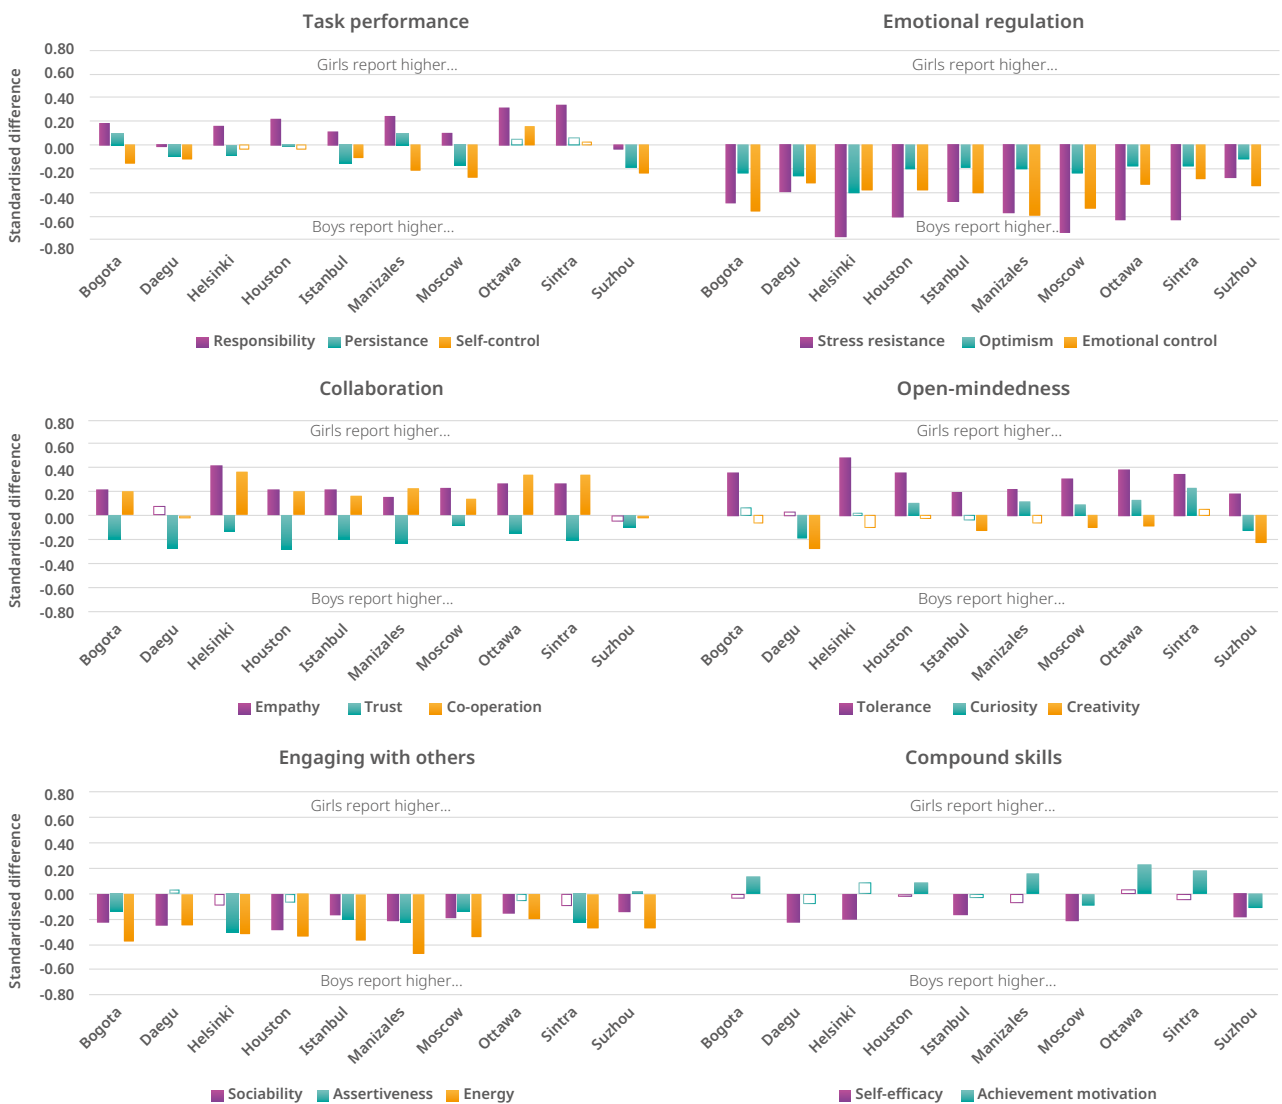 Task performance
Standardised difference
0.80
0.60
0.40
0.20
0.00
-0.20
-0.40
-0.60
-0.80
Girls report higher...
Boys report higher...
Bogota
Daegu
Helsinki
Houston
Istanbul
Manizales
Moscow
Ottawa
Sintra
Suzhou
Responsibility Persistance Self-control
Emotional regulation
Girls report higher...
Boys report higher...
Bogota
Daegu
Helsinki
Houston
Istanbul
Manizales
Moscow
Ottawa
Sintra
Suzhou
Stress resistance Optimism Emotional control
Collaboration
Standardised difference
0.80
0.60
0.40
0.20
0.00
-0.20
-0.40
-0.60
-0.80
Girls report higher...
Boys report higher...
Bogota
Daegu
Helsinki
Houston
Istanbul
Manizales
Moscow
Ottawa
Sintra
Suzhou
Empathy Trust Co-operation
Open-mindedness
Girls report higher...
Boys report higher...
Bogota
Daegu
Helsinki
Houston
Istanbul
Manizales
Moscow
Ottawa
Sintra
Suzhou
Tolerance Curiosity Creativity
Engaging with others
Standardised difference
0.80
0.60
0.40
0.20
0.00
-0.20
-0.40
-0.60
-0.80
Girls report higher...
Boys report higher...
Bogota
Daegu
Helsinki
Houston
Istanbul
Manizales
Moscow
Ottawa
Sintra
Suzhou
Sociability Assertiveness Energy
Compound skills
Girls report higher...
Boys report higher...
Bogota
Daegu
Helsinki
Houston
Istanbul
Manizales
Moscow
Ottawa
Sintra
Suzhou
Self-efficacy Achievement motivation